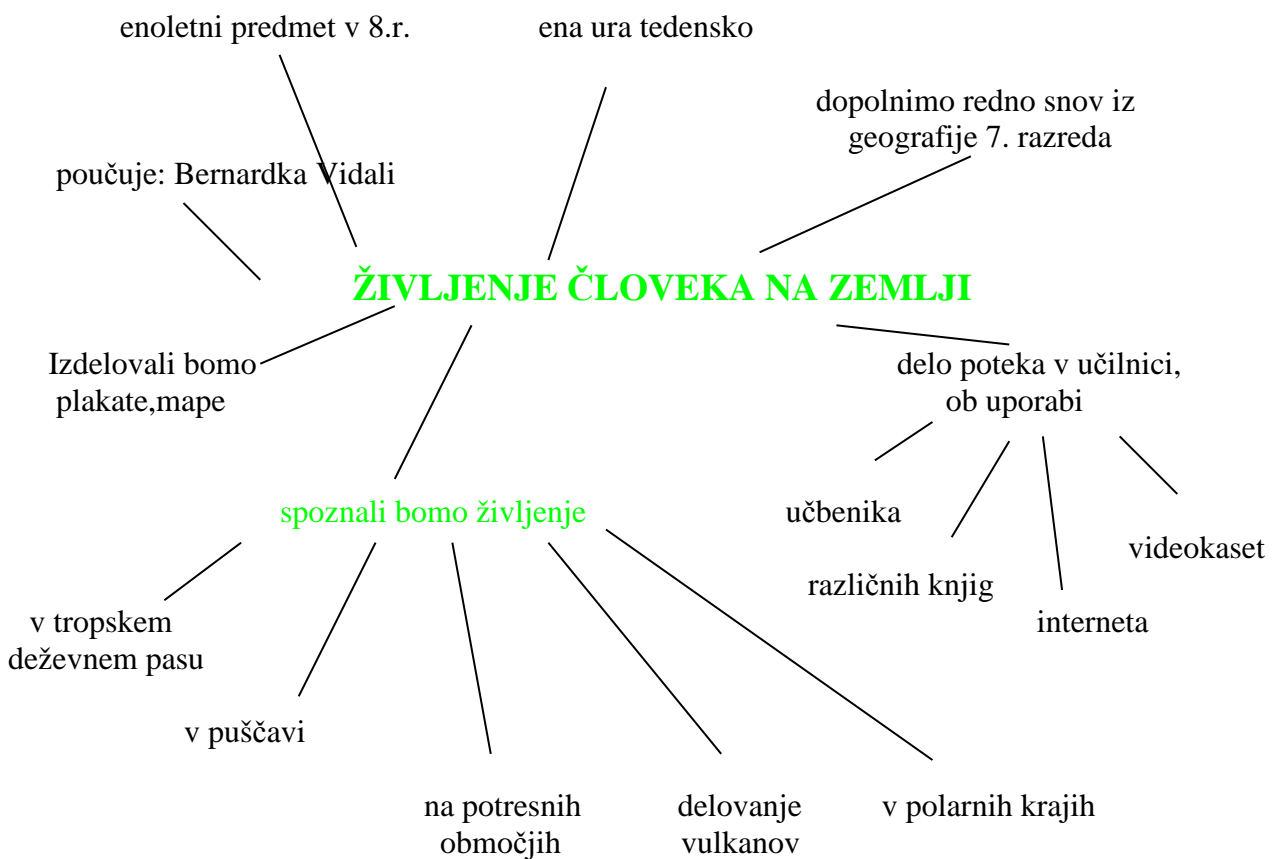 enoletni predmet v 8.r.
ena ura tedensko
dopolnimo redno snov iz
geografije 7. razreda
poučuje: Bernardka Vidali
ŽIVLJENJE ČLOVEKA NA ZEMLJI
Izdelovali bomo
plakate,mape
delo poteka v učilnici,
ob uporabi
spoznali bomo življenje
učbenika
videokaset
različnih knjig
interneta
v tropskem
deževnem pasu
v puščavi
na potresnih
območjih
delovanje
vulkanov
v polarnih krajih